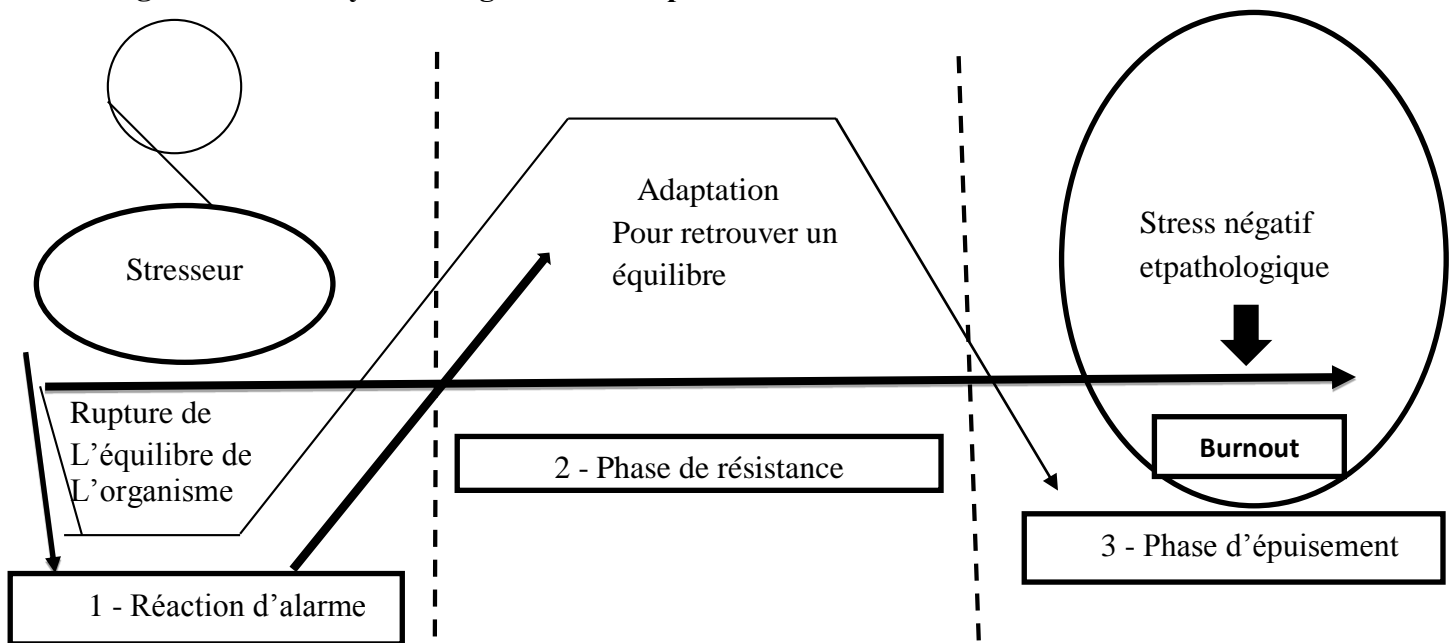 Stresseur
Rupture de
L’équilibre de
L’organisme
1 - Réaction d’alarme
Adaptation
Pour retrouver un
équilibre
2 - Phase de résistance
Stress négatif
etpathologique
Burnout
3 - Phase d’épuisement